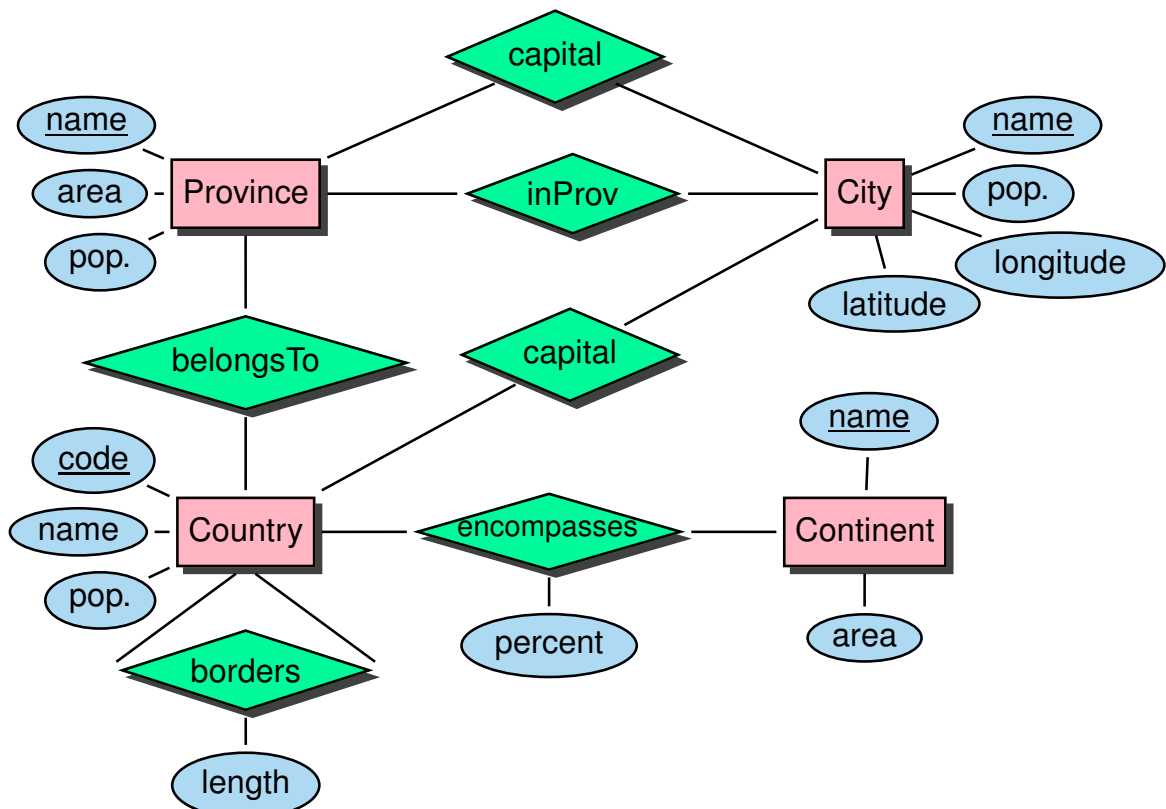 capital
name
name
Province
inProv
City
area
pop.
pop.
longitude
latitude
belongsTo
capital
name
code
Country
encompasses
Continent
name
pop.
percent
area
borders
length